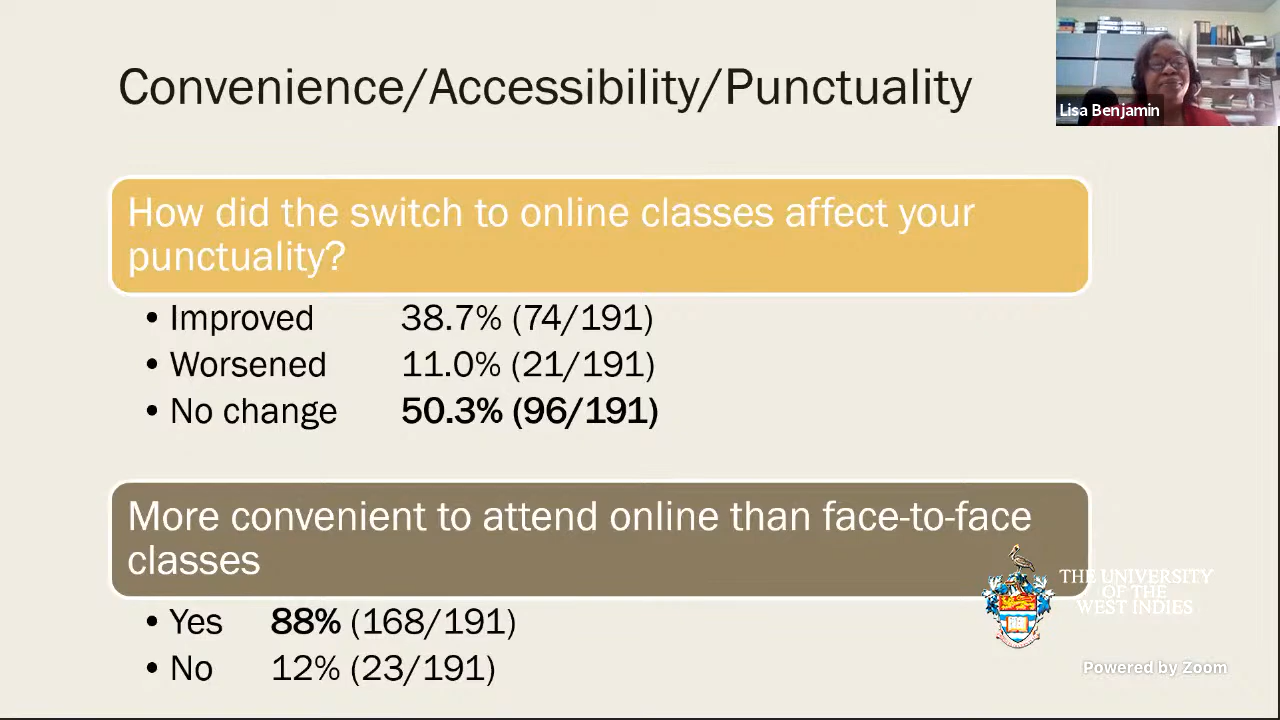 Convenience/Accessibility/Punctuality
Lisa Benjamin
How did the switch to online classes affect your
punctuality?
• Improved 38.7% (74/191)
• Worsened 11.0% (21/191)
• No change 50.3% (96/191)
More convenient to attend online than face-to-face
classes
• Yes 88% (168/191)
• No 12% (23/191)
THE UNIVERSITY
OF THE
WEST INDIES
Powered by Zoom